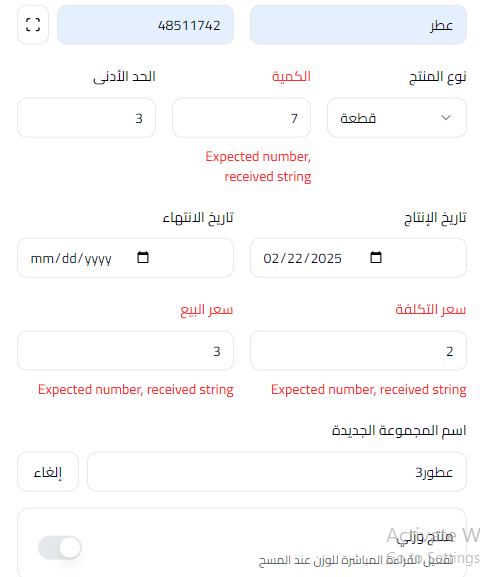 عطر
48511742
نوع المنتج
الكمية
الحد الأدنى
قطعة
7
3
Expected number,
received string
تاريخ الإنتاج
تاريخ الانتهاء
02/22/2025
mm/dd/yyyy
سعر التكلفة
سعر البيع
2
3
Expected number, received string
Expected number, received string
اسم المجموعة الجديدة
عطور3
إلغاء
منتج وزني
تفعيل القراءة المباشرة للوزن عند المسح
Activate W
Go to Settings